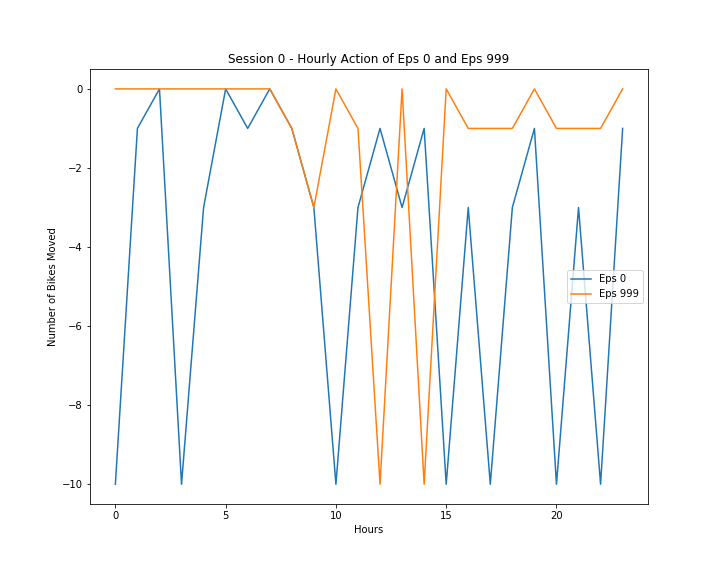 Session 0 - Hourly Action of Eps 0 and Eps 999
Number of Bikes Moved
0
−2
−4
−6
−8
−10
Eps 0
Eps 999
0
5
10
15
20
Hours